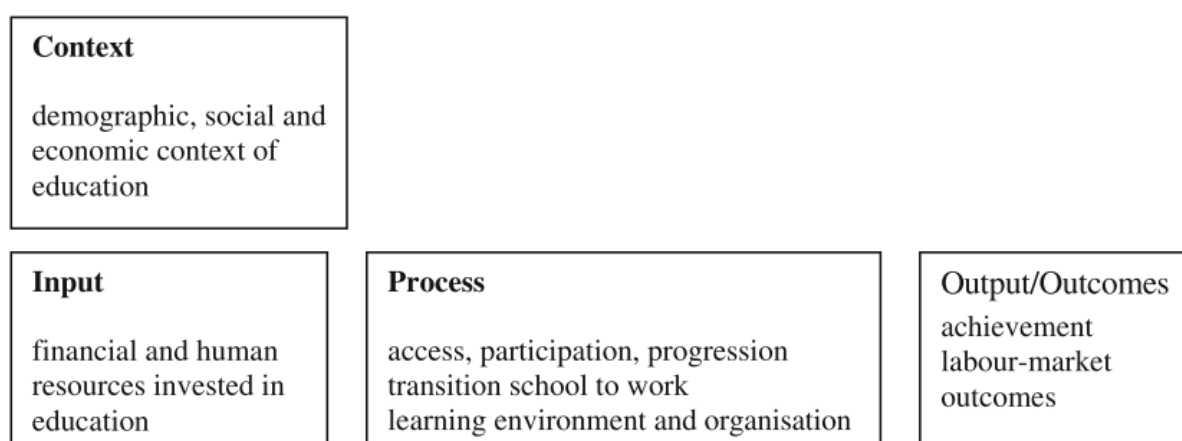 Context
demographic, social and
economic context of
education
Input
financial and human
resources invested in
education
Process
access, participation, progression
transition school to work
learning environment and organisation
Output/Outcomes
achievement
labour-market
outcomes